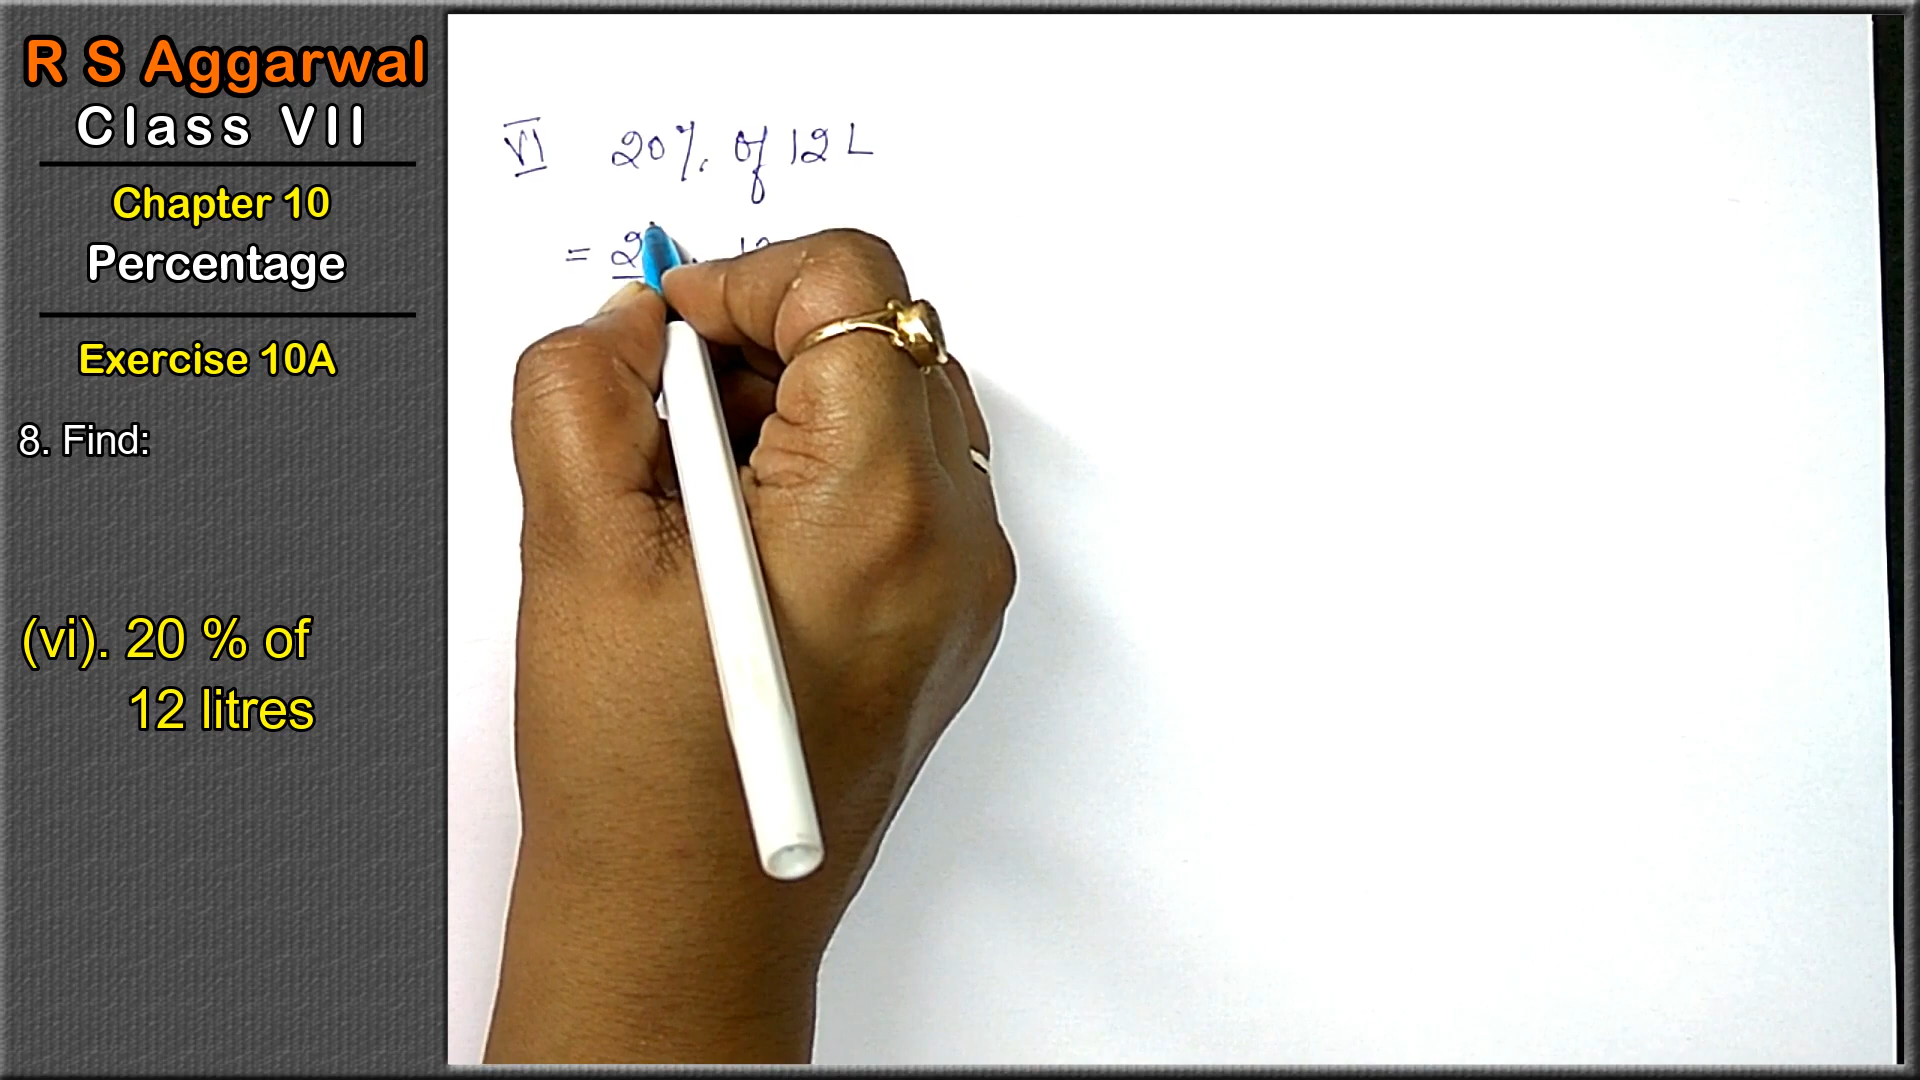 R S Aggarwal
Class VII
Chapter 10
Percentage
Exercise 10A
8. Find:
(vi). 20 % of
12 litres
VI 20% of 12 L
= 2